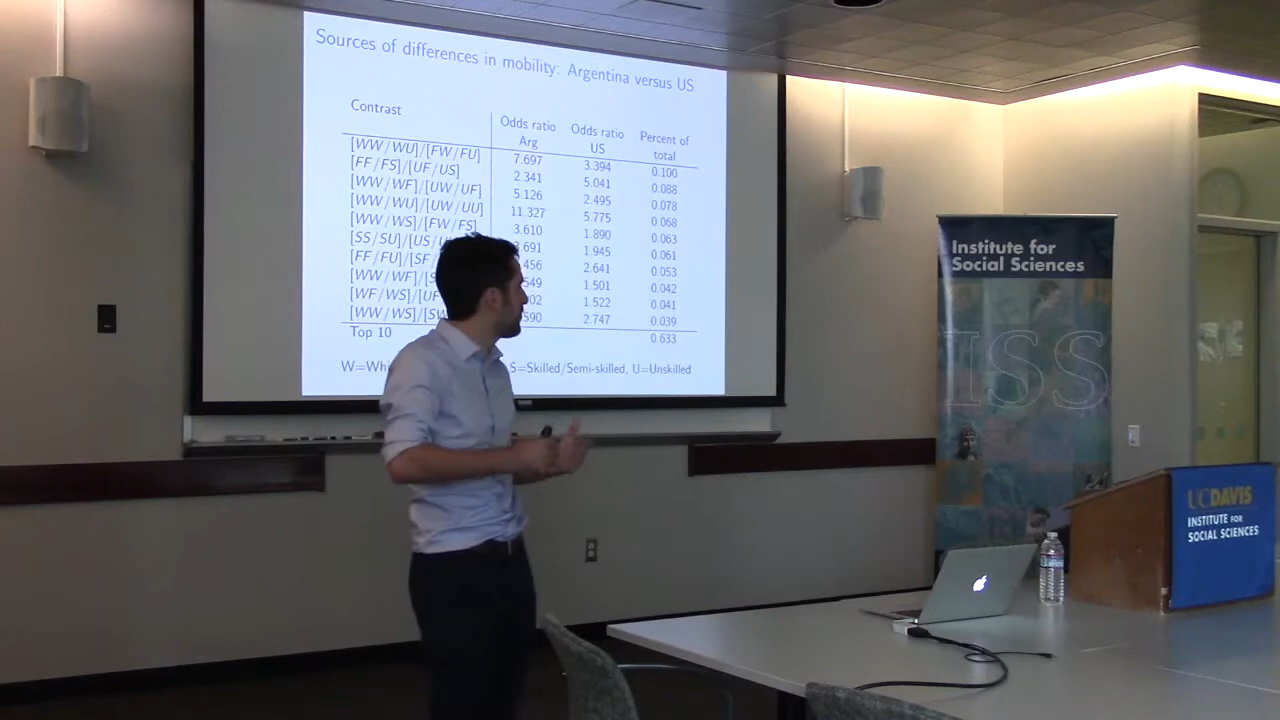 Sources of differences in mobility: Argentina versus US
Contrast Odds ratio Arg Odds ratio US Percent of total
[WW/WU]/[FW/FU] 7.697 3.394 0.100
[FF/FS]/[UF/US] 2.341 5.041 0.088
[WW/WF]/[UW/UF] 5.126 2.495 0.078
[WW/WU]/[UW/UU] 11.327 5.775 0.068
[WW/WS]/[FW/FS] 3.610 1.890 0.063
[SS/SU]/[US/ 691 1.945 0.061
[FF/FU]/[SF/ 456 2.641 0.053
[WW/WF]/[ 549 1.501 0.042
[WF/WS]/[UF 02 1.522 0.041
[WW/WS]/[SW 590 2.747 0.039
Top 10 0.633
S=Skilled/Semi-skilled, U=Unskilled
Institute for
Social Sciences
ISS
UCDAVIS
INSTITUTE FOR
SOCIAL SCIENCES